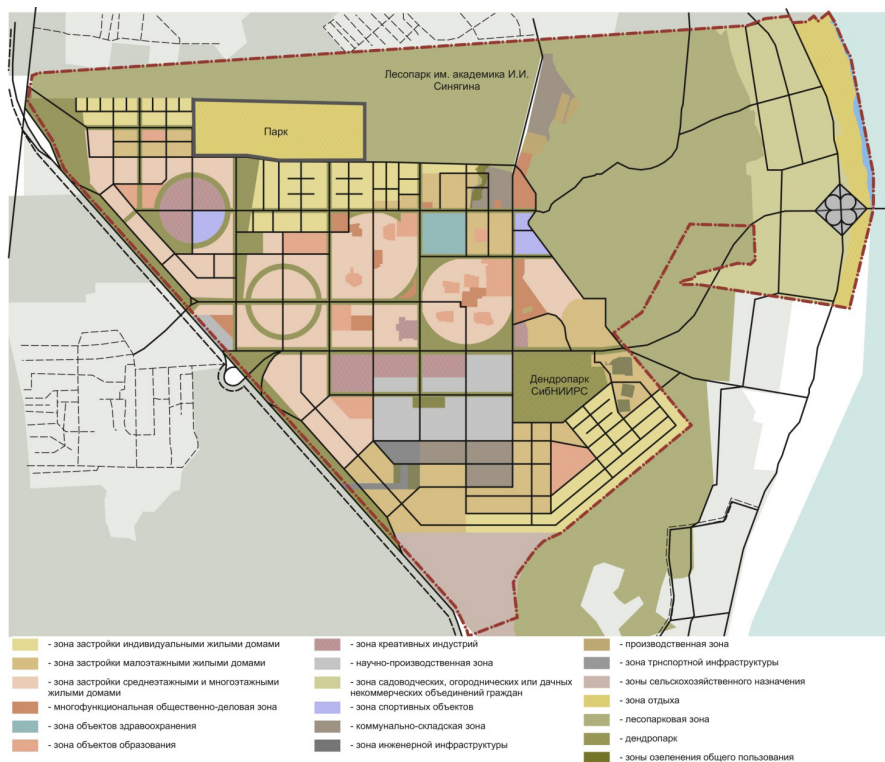 Лесопарк им. академика И.И.
Синягина
Парк
Дендропарк
СибНИИРС
- зона застройки индивидуальными жилыми домами
- зона застройки малоэтажными жилыми домами
- зона застройки среднеэтажными и многоэтажными
жилыми домами
- многофункциональная общественно-деловая зона
- зона объектов здравоохранения
- зона объектов образования
- зона креативных индустрий
- научно-производственная зона
- зона садоводческих, огороднических или дачных
некоммерческих объединений граждан
- зона спортивных объектов
- коммунально-складская зона
- зона инженерной инфраструктуры
- производственная зона
- зона трнспортной инфраструктуры
- зоны сельскохозяйственного назначения
- зона отдыха
- лесопарковая зона
- дендропарк
- зоны озеленения общего пользования